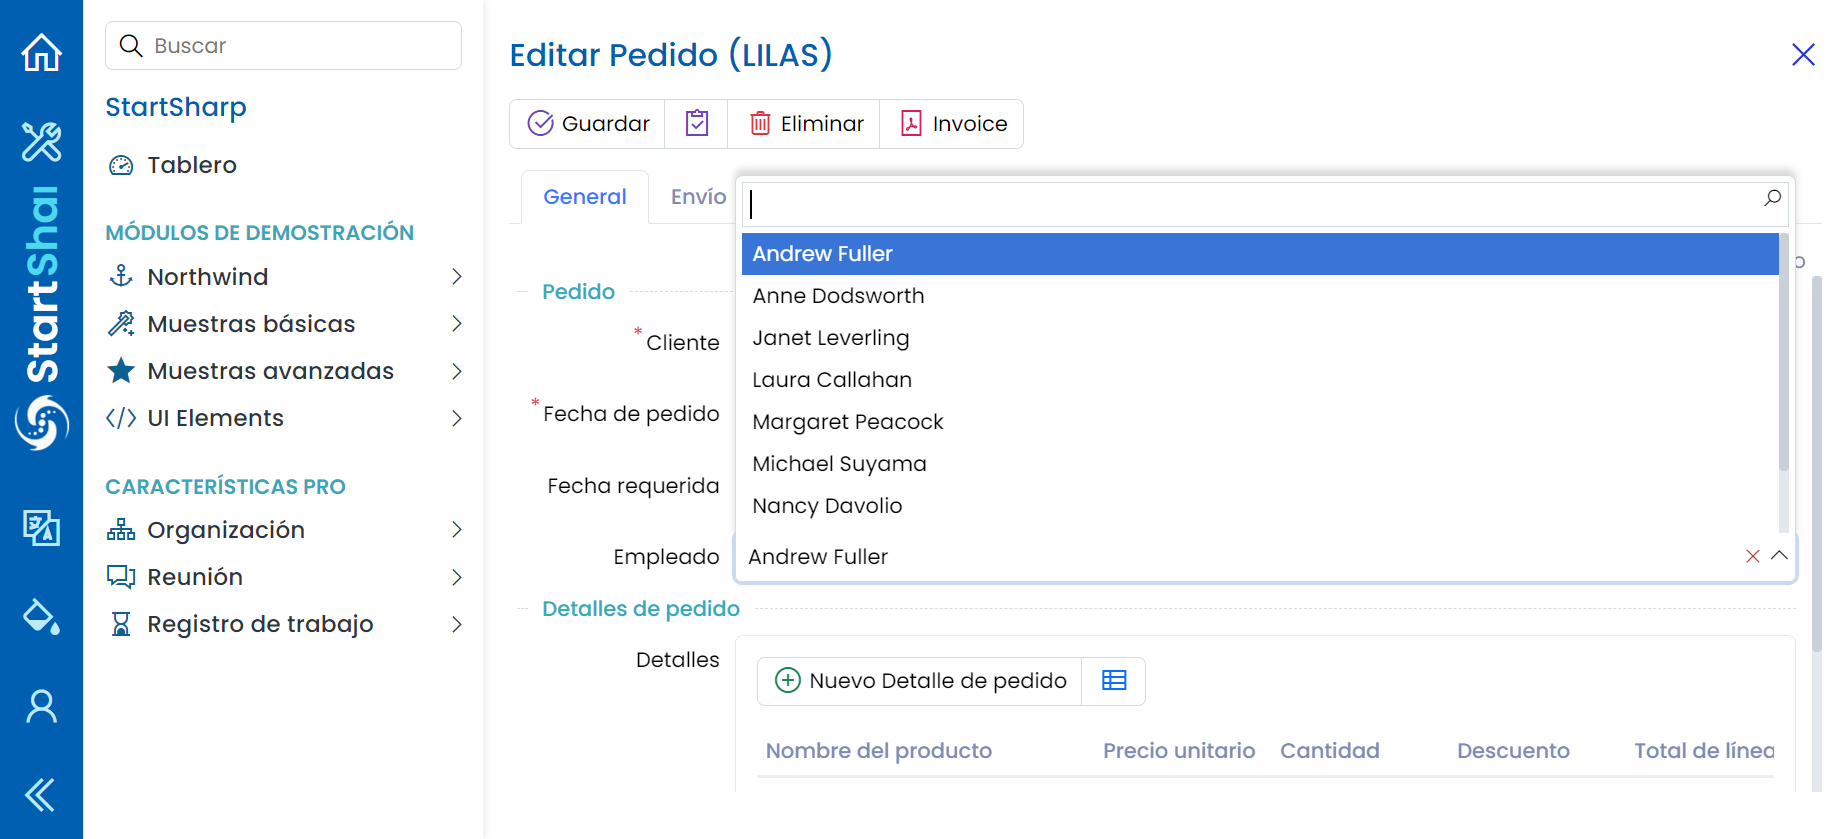 StartShar
Buscar
StartSharp
Tablero
MÓDULOS DE DEMOSTRACIÓN
Northwind
Muestras básicas
Muestras avanzadas
UI Elements
CARACTERÍSTICAS PRO
Organización
Reunión
Registro de trabajo
Editar Pedido (LILAS)
Guardar
Eliminar
Invoice
General
Envío
Pedido
* Cliente
* Fecha de pedido
Fecha requerida
Empleado
Andrew Fuller
Anne Dodsworth
Janet Leverling
Laura Callahan
Margaret Peacock
Michael Suyama
Nancy Davolio
Andrew Fuller
Detalles de pedido
Detalles
Nuevo Detalle de pedido
Nombre del producto Precio unitario Cantidad Descuento Total de línea